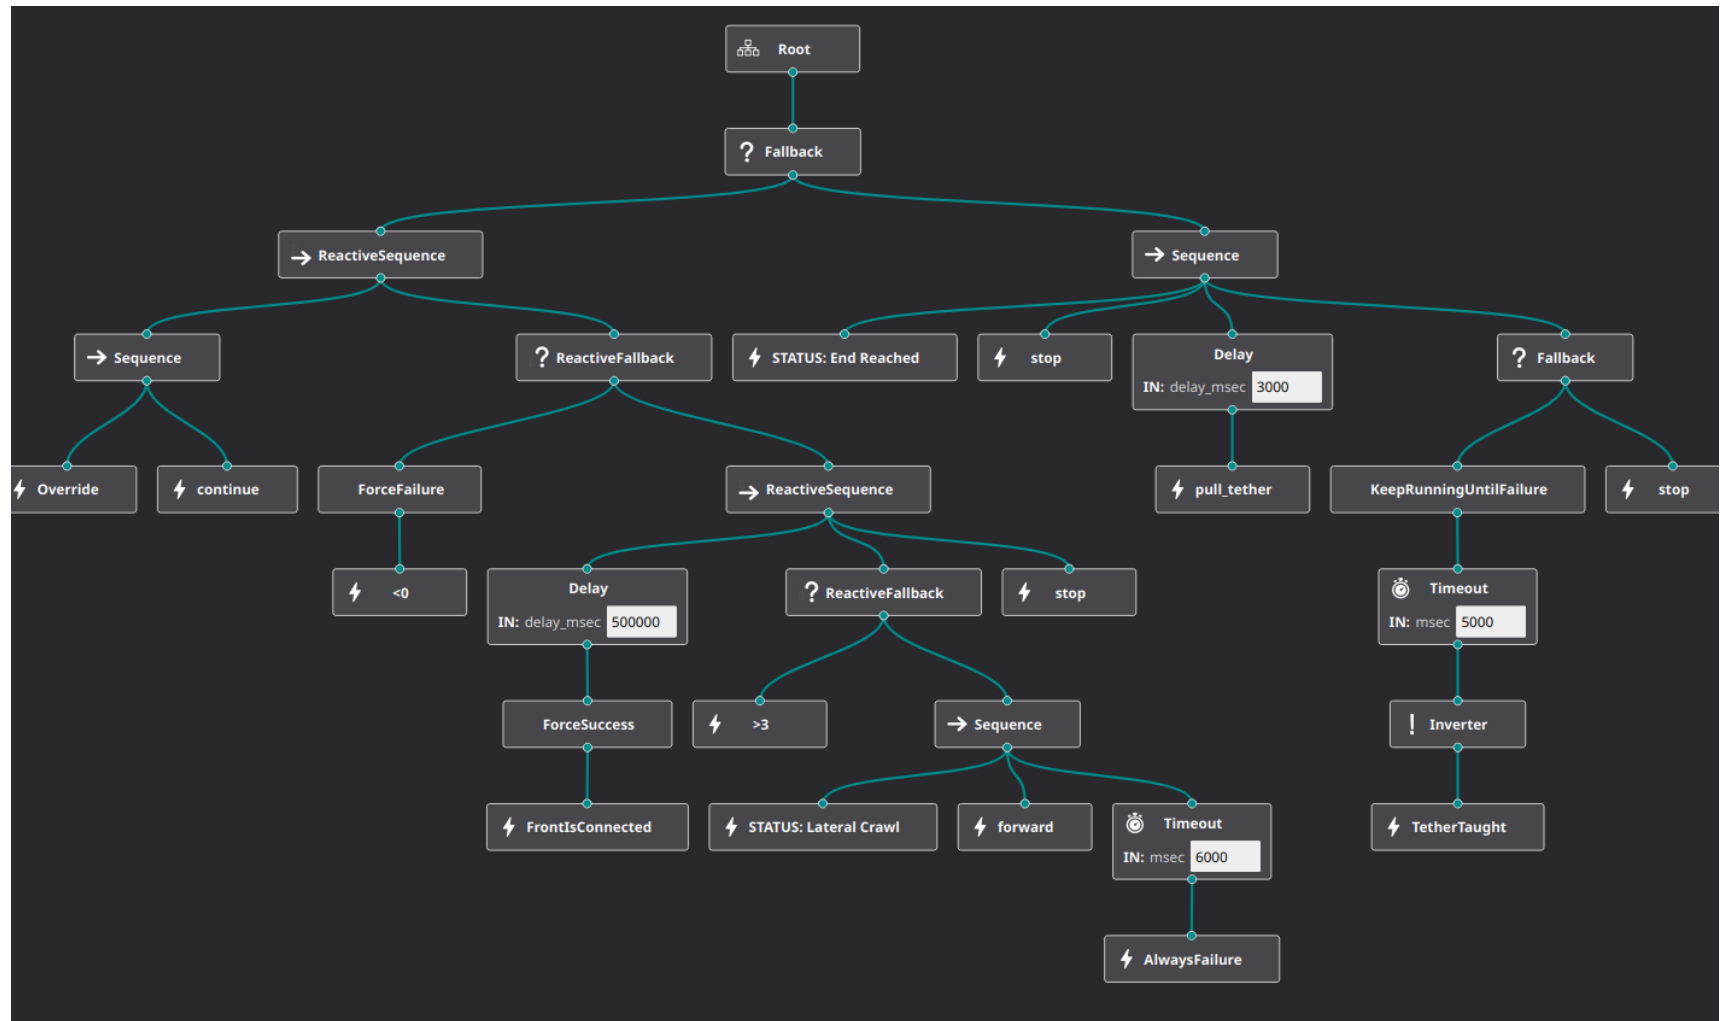 Root
? Fallback
→ ReactiveSequence
→ Sequence
→ Sequence
? ReactiveFallback
STATUS: End Reached
stop
Delay
IN: delay_msec 3000
? Fallback
Override
continue
ForceFailure
→ ReactiveSequence
pull_tether
KeepRunningUntilFailure
stop
<0
Delay
IN: delay_msec 500000
? ReactiveFallback
stop
Timeout
IN: msec 5000
ForceSuccess
>3
→ Sequence
! Inverter
FrontIsConnected
STATUS: Lateral Crawl
forward
Timeout
IN: msec 6000
TetherTaught
AlwaysFailure